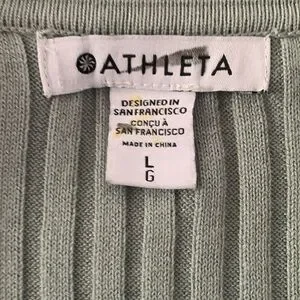 ATHLETA
DESIGNED IN
SAN FRANCISCO
CONÇU À
SAN FRANCISCO
MADE IN CHINA
L
G